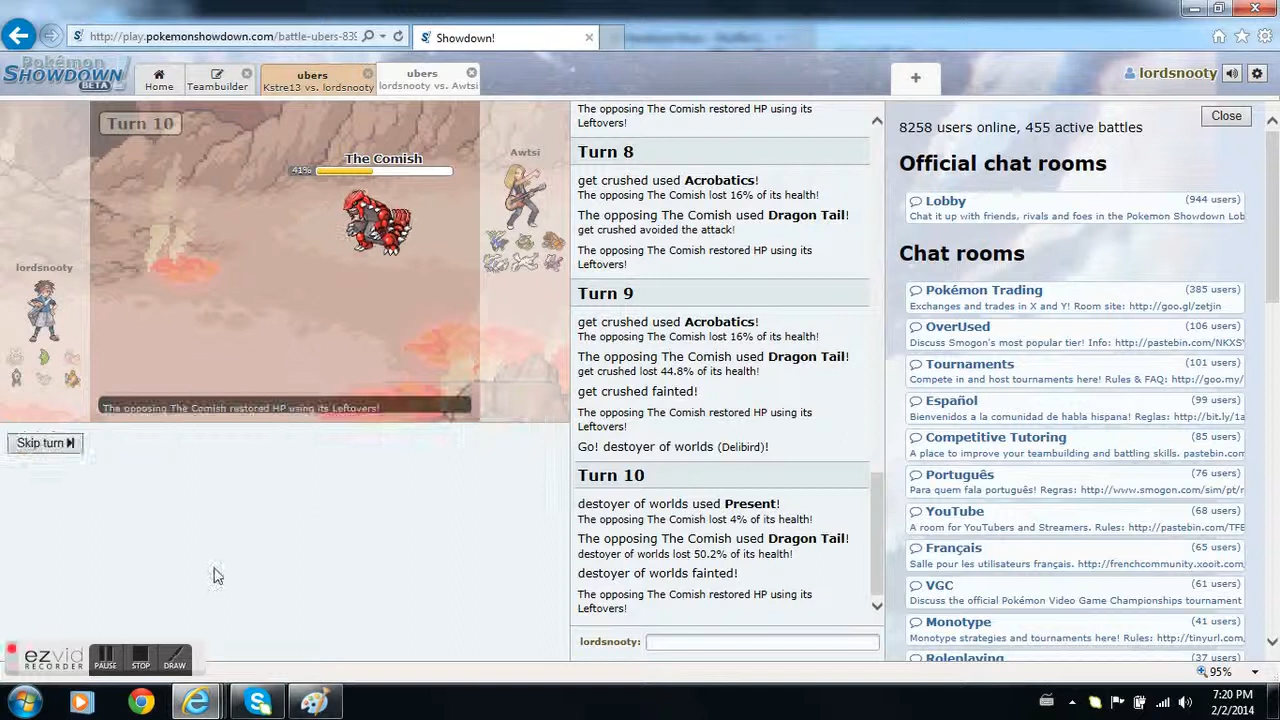 http://play.pokemonshowdown.com/battle-ubers-839
Showdown!
Pokémon
SHOWDOWN
BETA
Home
Teambuilder
ubers
Kstre13 vs. lordsnooty
ubers
lordsnooty vs. Awtsi
+
lordsnooty
Turn 10
The Comish
41%
Awtsi
lordsnooty
The opposing The Comish restored HP using its Leftovers!
Skip turn
The opposing The Comish restored HP using its
Leftovers!
Turn 8
get crushed used Acrobatics!
The opposing The Comish lost 16% of its health!
The opposing The Comish used Dragon Tail!
get crushed avoided the attack!
The opposing The Comish restored HP using its
Leftovers!
Turn 9
get crushed used Acrobatics!
The opposing The Comish lost 16% of its health!
The opposing The Comish used Dragon Tail!
get crushed lost 44.8% of its health!
get crushed fainted!
The opposing The Comish restored HP using its
Leftovers!
Go! destoyer of worlds (Delibird)!
Turn 10
destoyer of worlds used Present!
The opposing The Comish lost 4% of its health!
The opposing The Comish used Dragon Tail!
destoyer of worlds lost 50.2% of its health!
destoyer of worlds fainted!
The opposing The Comish restored HP using its
Leftovers!
lordsnooty:
Close
8258 users online, 455 active battles
Official chat rooms
Lobby (944 users)
Chat it up with friends, rivals and foes in the Pokemon Showdown Lob
Chat rooms
Pokémon Trading (385 users)
Exchanges and trades in X and Y! Room site: http://goo.gl/zetjin
OverUsed (106 users)
Discuss Smogon's most popular tier! Info: http://pastebin.com/NKXS
Tournaments (101 users)
Compete in and host tournaments here! Rules & FAQ: http://goo.my/
Español (99 users)
Bienvenidos a la comunidad de habla hispana! Reglas: http://bit.ly/1a
Competitive Tutoring (85 users)
A place to improve your teambuilding and battling skills. pastebin.com
Português (76 users)
Para quem fala português! Regras: http://www.smogon.com/sim/pt/r
YouTube (68 users)
A room for YouTubers and Streamers. Rules: http://pastebin.com/TFE
Français (65 users)
Salle pour les utilisateurs français. http://frenchcommunity.xooit.com/
VGC (61 users)
Discuss the official Pokémon Video Game Championships tournament
Monotype (41 users)
Monotype strategies and tournaments here! Rules: http://tinyurl.com,
Roleplaying (37 users)
ezvid
RECORDER
PAUSE
STOP
DRAW
95%
7:20 PM
2/2/2014